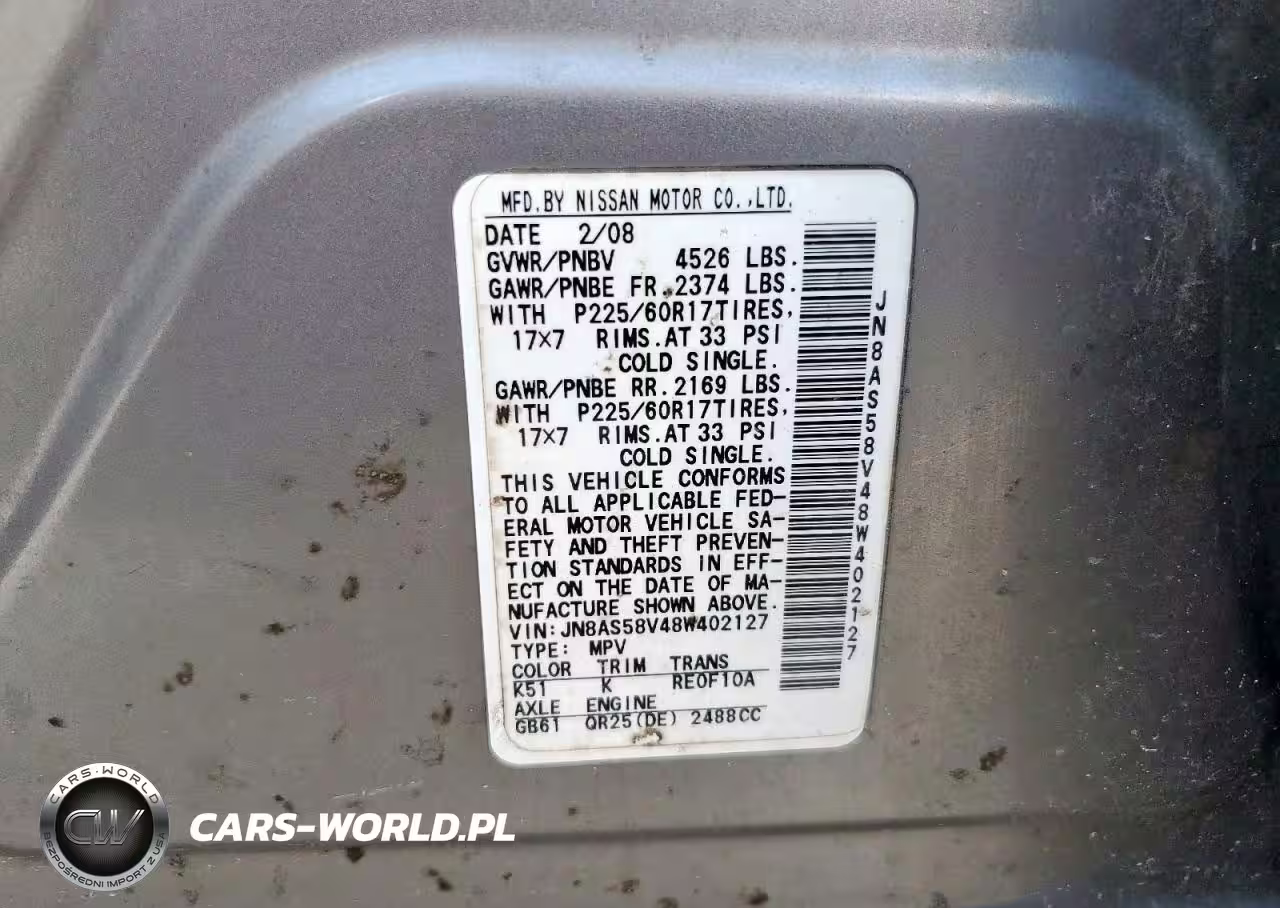 MFD.BY NISSAN MOTOR CO.,LTD.
DATE 2/08
GVWR/PNBV 4526 LBS.
GAWR/PNBE FR.2374 LBS.
WITH P225/60R17TIRES,
17×7 RIMS.AT 33 PSI
COLD SINGLE.
GAWR/PNBE RR.2169 LBS.
WITH P225/60R17TIRES,
17×7 RIMS.AT 33 PSI
COLD SINGLE.
THIS VEHICLE CONFORMS
TO ALL APPLICABLE FED-
ERAL MOTOR VEHICLE SA-
FETY AND THEFT PREVEN-
TION STANDARDS IN EFF-
ECT ON THE DATE OF MA-
NUFACTURE SHOWN ABOVE.
VIN:JN8AS58V48W402127
TYPE: MPV
COLOR TRIM TRANS
K51 K RE0F10A
AXLE ENGINE
GB61 QR25(DE) 2488CC
JN8AS58V48W402127
CARS-WORLD
CW
BEZPOŚREDNI IMPORT Z USA
CARS-WORLD.PL